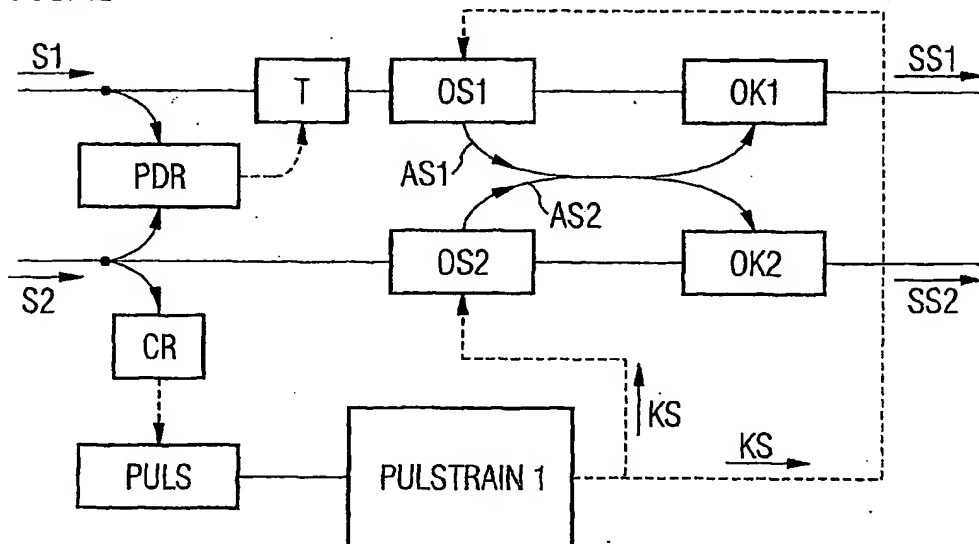 S1
T
OS1
OK1
SS1
PDR
AS1
AS2
S2
OS2
OK2
SS2
CR
KS
KS
PULS
PULSTRAIN 1